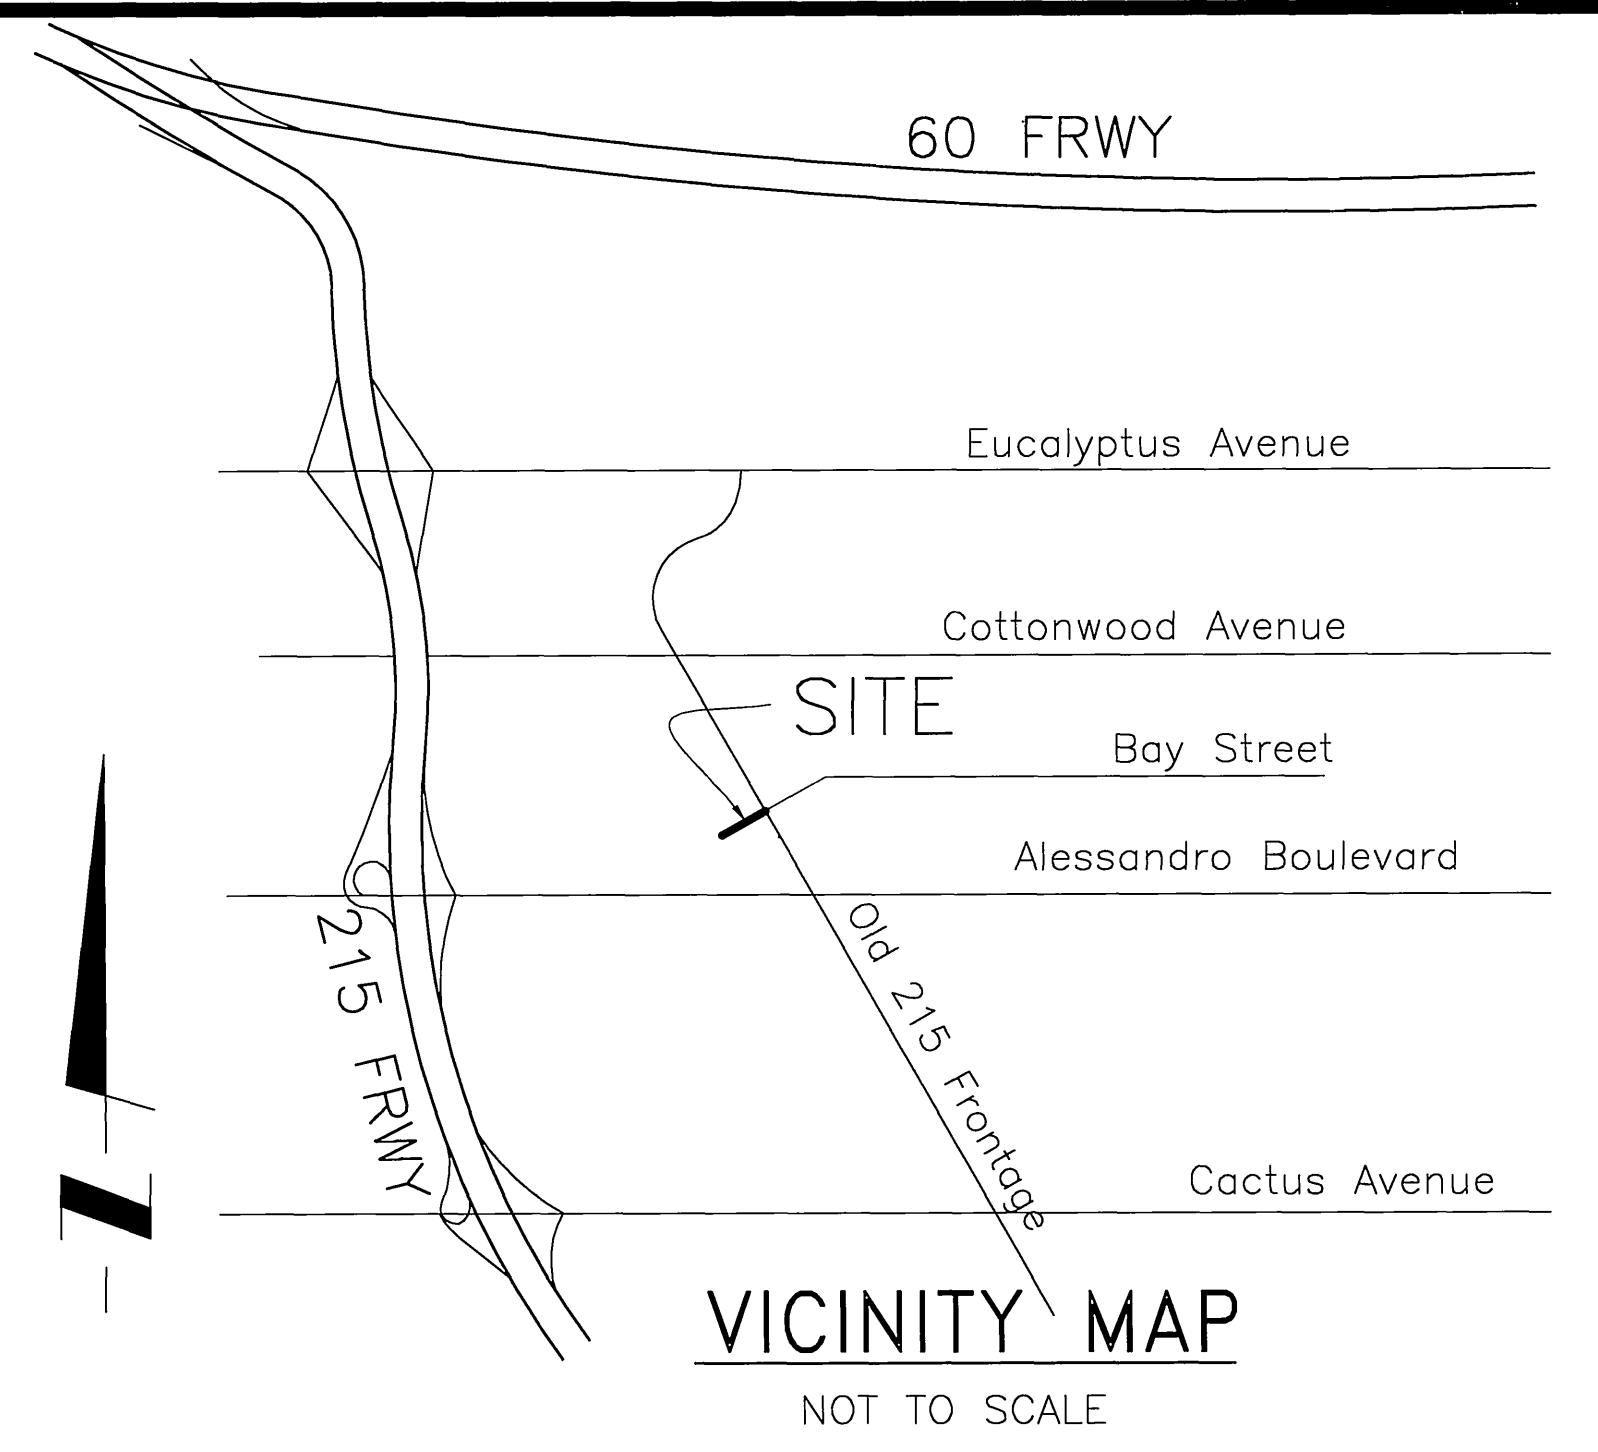 60 FRWY
Eucalyptus Avenue
Cottonwood Avenue
SITE
Bay Street
Alessandro Boulevard
215 FRWY
Old 215 Frontage
Cactus Avenue
N
VICINITY MAP
NOT TO SCALE